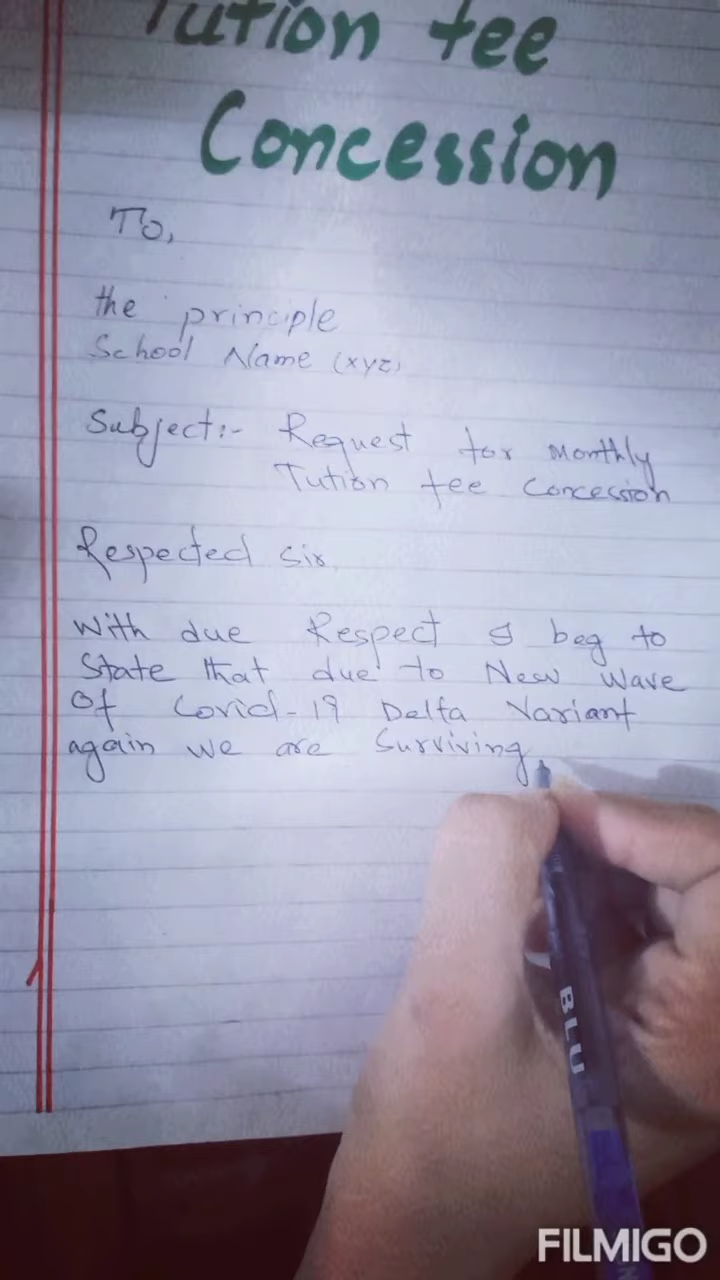 Tution fee
Concession
To,
the principle
School Name (xyz)
Subject:- Request for Monthly
Tution fee Concession
Respected Sir,
With due Respect I beg to
State that due to New Wave
Of Covid-19 Delta Variant
again we are Surviving
BLU
FILMIGO